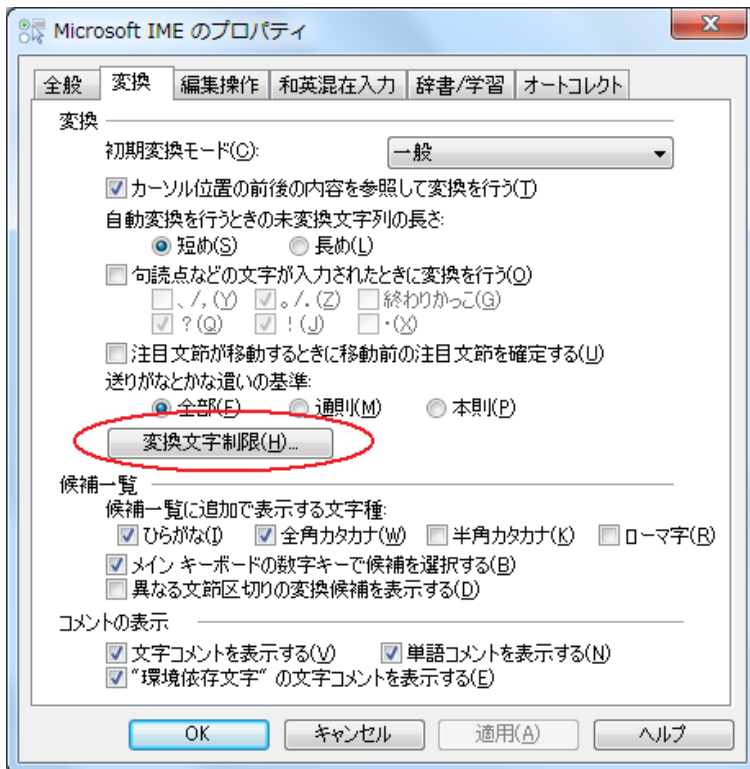 Microsoft IME のプロパティ
全般 変換 編集操作 和英混在入力 辞書/学習 オートコレクト
変換
初期変換モード(C): 一般
カーソル位置の前後の内容を参照して変換を行う(T)
自動変換を行うときの未変換文字列の長さ:
短め(S) 長め(L)
句読点などの文字が入力されたときに変換を行う(O)
、/,(Y) 。/.(Z) 終わりかっこ(G)
?(Q) !(J) ・(X)
注目文節が移動するときに移動前の注目文節を確定する(U)
送りがなとかな遣いの基準:
全部(F) 通則(M) 本則(P)
変換文字制限(H)...
候補一覧
候補一覧に追加で表示する文字種:
ひらがな(I) 全角カタカナ(W) 半角カタカナ(K) ローマ字(R)
メイン キーボードの数字キーで候補を選択する(B)
異なる文節区切りの変換候補を表示する(D)
コメントの表示
文字コメントを表示する(V) 単語コメントを表示する(N)
"環境依存文字" の文字コメントを表示する(E)
OK キャンセル 適用(A) ヘルプ